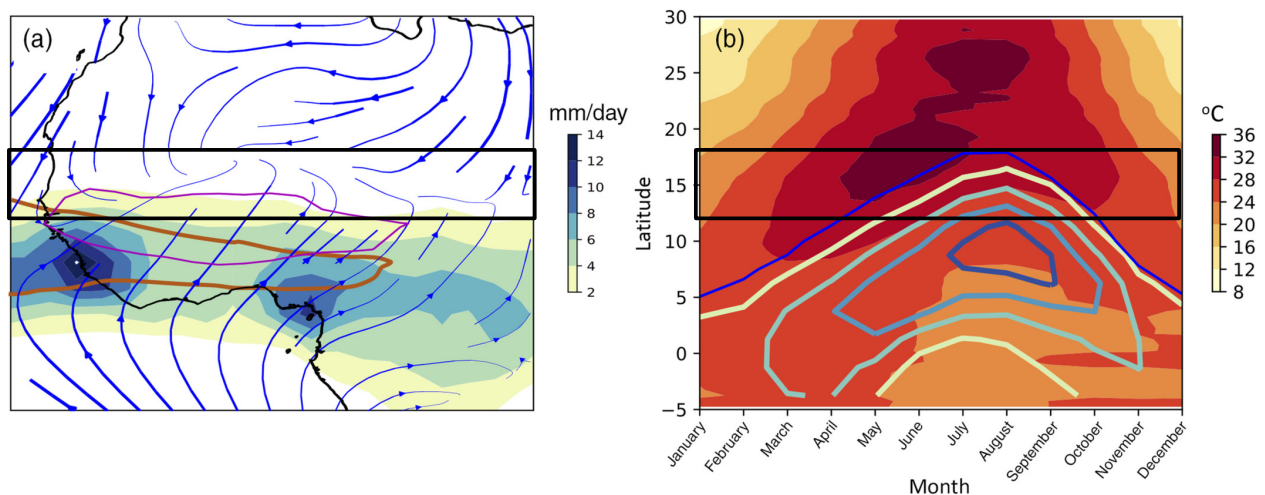 (a)
mm/day
14
12
10
8
6
4
2
(b)
30
25
20
15
10
5
0
−5
Latitude
January
February
March
April
May
June
July
August
September
October
November
December
Month
°C
36
32
28
24
20
16
12
8